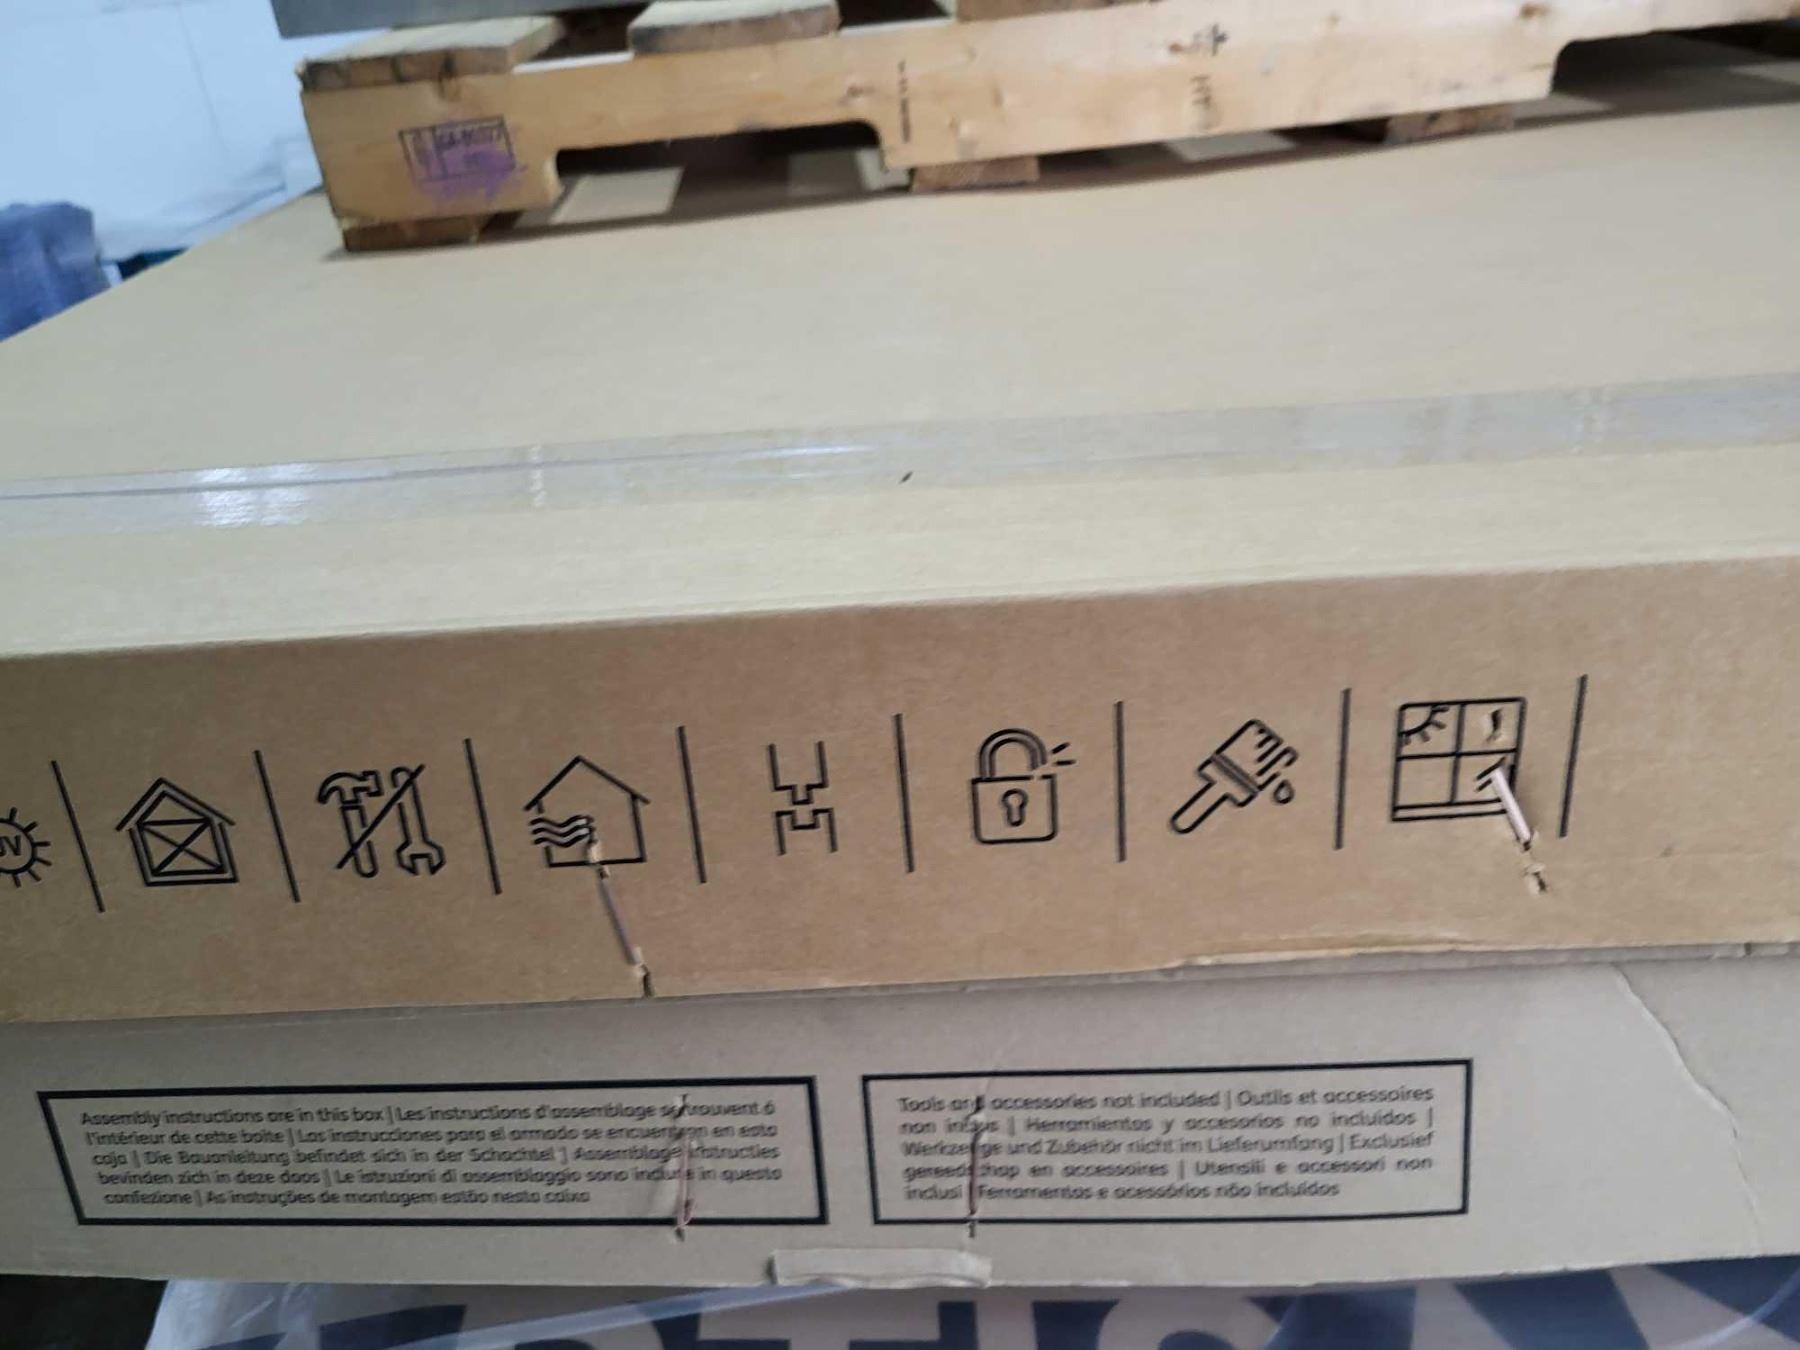 HT
UV
Assembly instructions are in this box | Les instructions d'assemblage se trouvent à
l'intérieur de cette boîte | Las instrucciones para el armado se encuentran en esta
caja | Die Bauanleitung befindet sich in der Schachtel | Assemblage instructies
bevinden zich in deze doos | Le istruzioni di assemblaggio sono incluse in questa
confezione | As instruções de montagem estão nesta caixa
Tools and accessories not included | Outils et accessoires
non inclus | Herramientas y accesorios no incluidos |
Werkzeuge und Zubehör nicht im Lieferumfang | Exclusief
gereedschap en accessoires | Utensili e accessori non
inclusi | Ferramentas e acessórios não incluídos